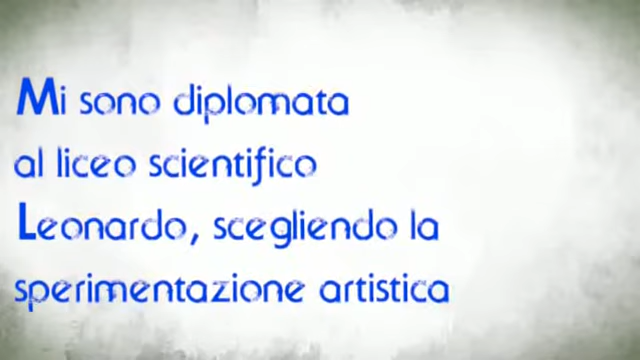 Mi sono diplomata
al liceo scientifico
Leonardo, scegliendo la
sperimentazione artistica